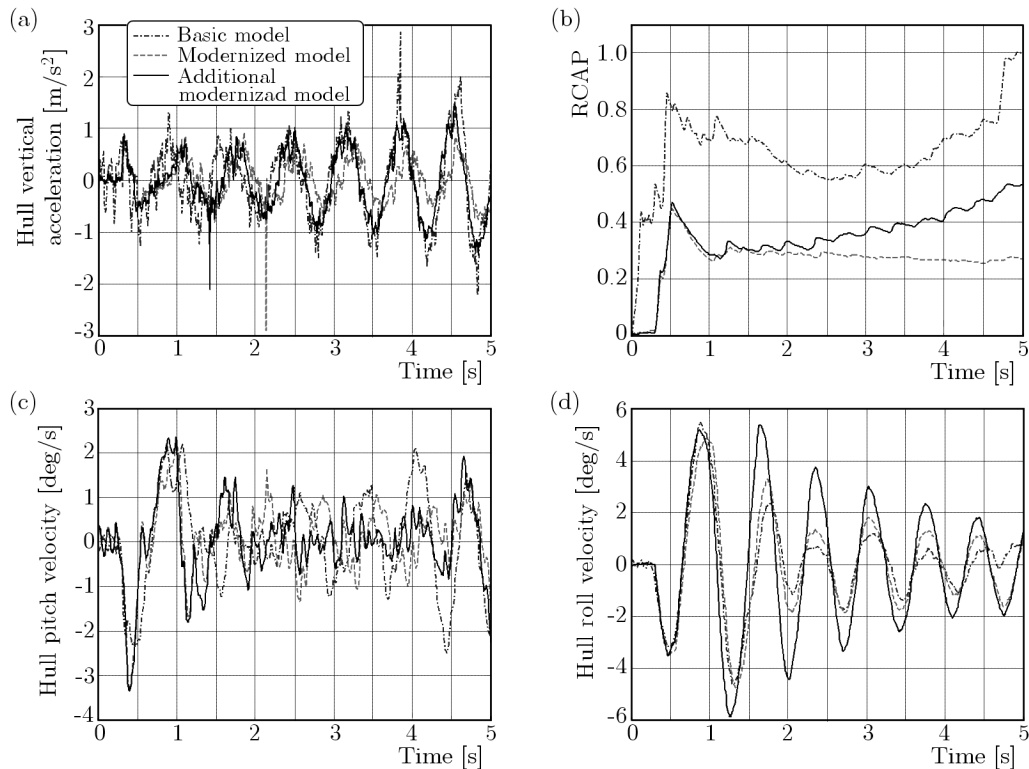 (a)
3
2
1
0
-1
-2
-3
Hull vertical
acceleration [m/s²]
Basic model
Modernized model
Additional
modernizad model
0 1 2 3 4 5
Time [s]
(b)
1.0
0.8
0.6
0.4
0.2
0
RCAP
0 1 2 3 4 5
Time [s]
(c)
3
2
1
0
-1
-2
-3
-4
Hull pitch velocity [deg/s]
0 1 2 3 4 5
Time [s]
(d)
6
4
2
0
-2
-4
-6
Hull roll velocity [deg/s]
0 1 2 3 4 5
Time [s]